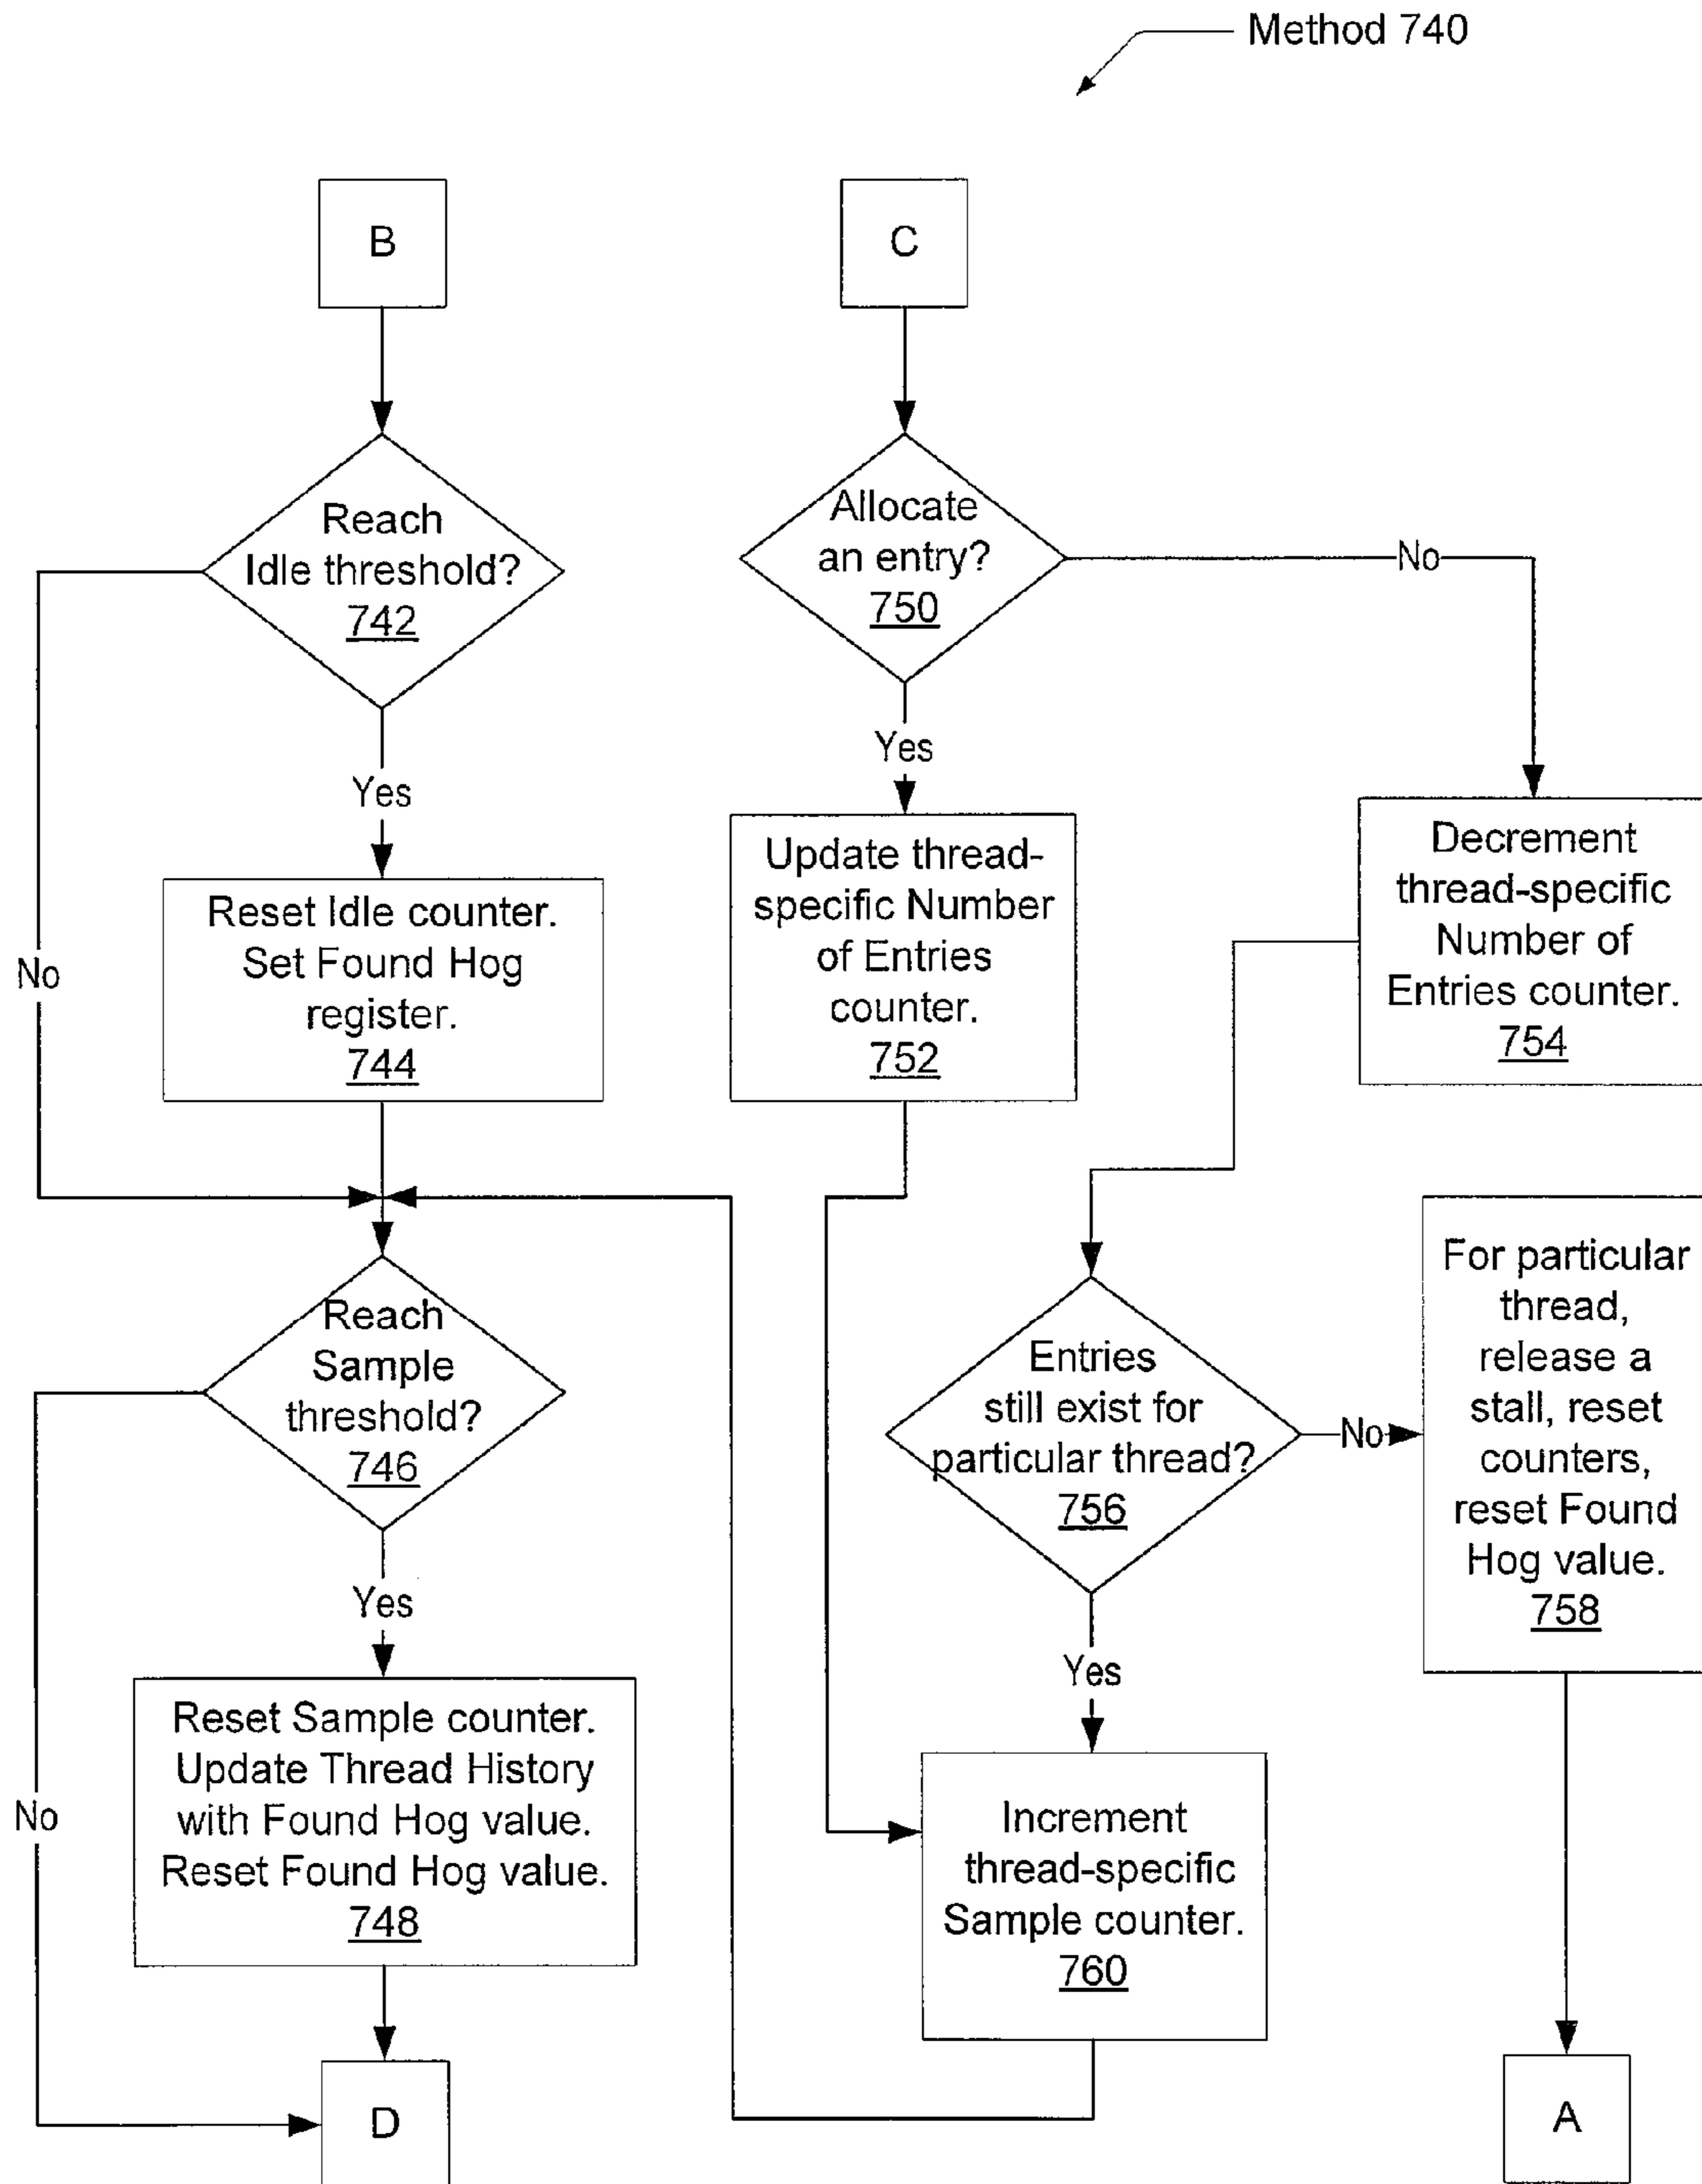 Method 740
B
C
Reach
Idle threshold?
742
Allocate
an entry?
750
No
Yes
Yes
No
Reset Idle counter.
Set Found Hog
register.
744
Update thread-
specific Number
of Entries
counter.
752
Decrement
thread-specific
Number of
Entries counter.
754
Reach
Sample
threshold?
746
Entries
still exist for
particular thread?
756
No
For particular
thread,
release a
stall, reset
counters,
reset Found
Hog value.
758
Yes
Yes
No
Reset Sample counter.
Update Thread History
with Found Hog value.
Reset Found Hog value.
748
Increment
thread-specific
Sample counter.
760
D
A